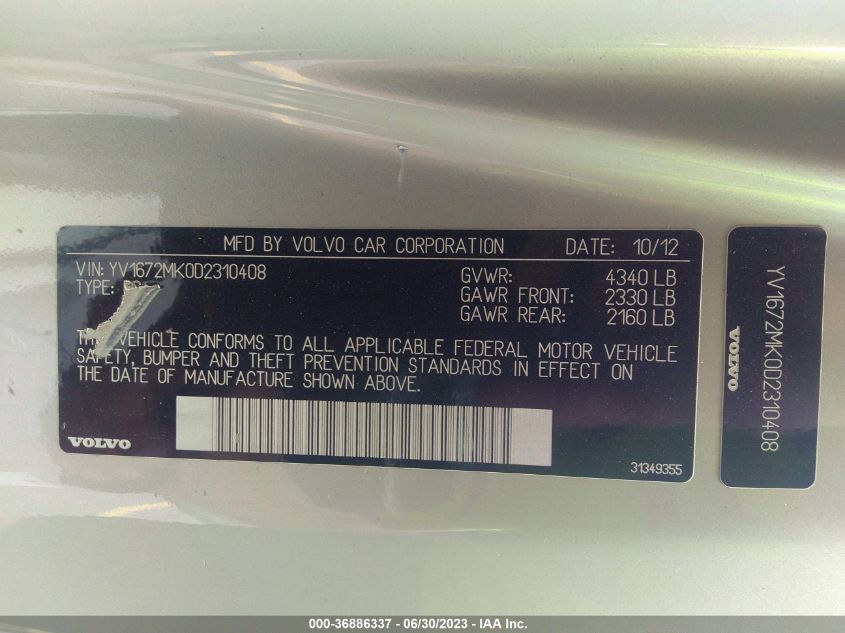 MFD BY VOLVO CAR CORPORATION DATE: 10/12
VIN: YV1672MK0D2310408
TYPE:
GVWR: 4340 LB
GAWR FRONT: 2330 LB
GAWR REAR: 2160 LB
VEHICLE CONFORMS TO ALL APPLICABLE FEDERAL MOTOR VEHICLE
SAFETY, BUMPER AND THEFT PREVENTION STANDARDS IN EFFECT ON
THE DATE OF MANUFACTURE SHOWN ABOVE.
VOLVO
31349355
VOLVO
YV1672MK0D2310408
000-36886337 - 06/30/2023 - IAA Inc.